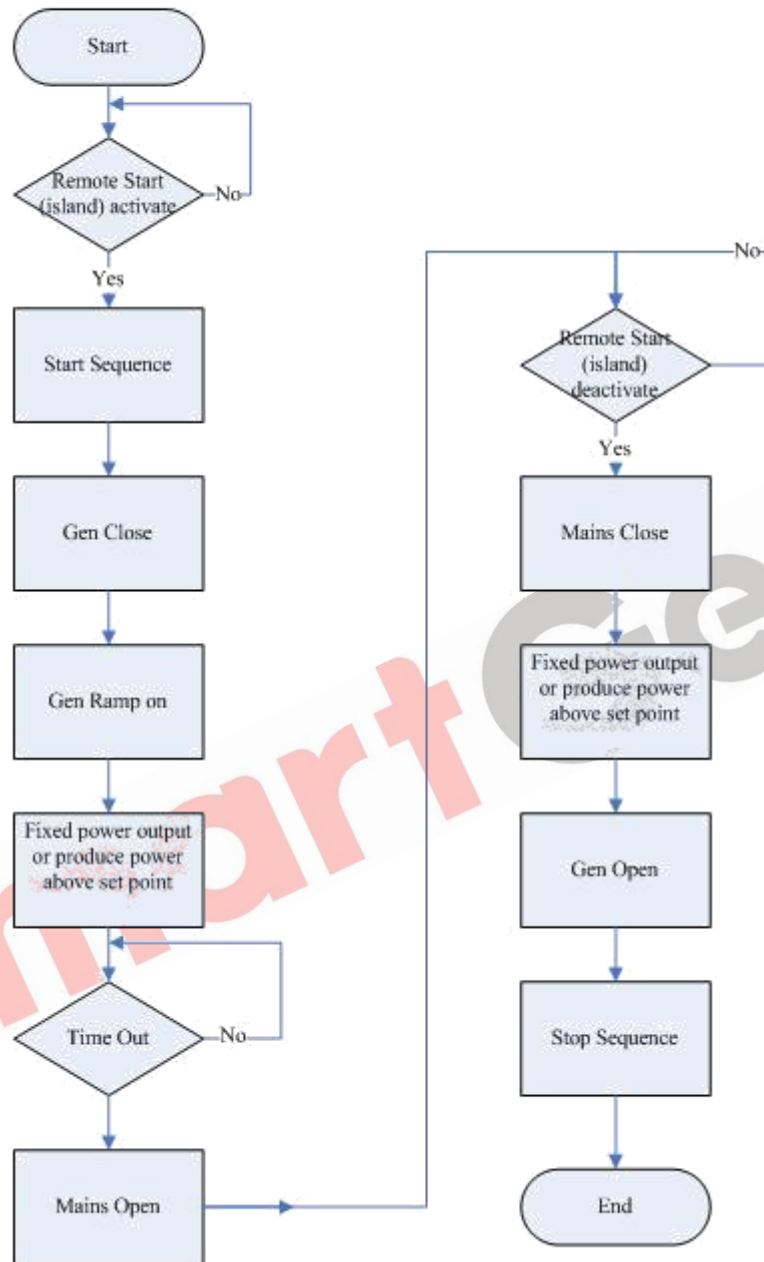 Start
Remote Start
(island) activate
No
Yes
Start Sequence
Gen Close
Gen Ramp on
Fixed power output
or produce power
above set point
Time Out
No
Mains Open
No
Remote Start
(island)
deactivate
Yes
Mains Close
Fixed power output
or produce power
above set point
Gen Open
Stop Sequence
End
martGe